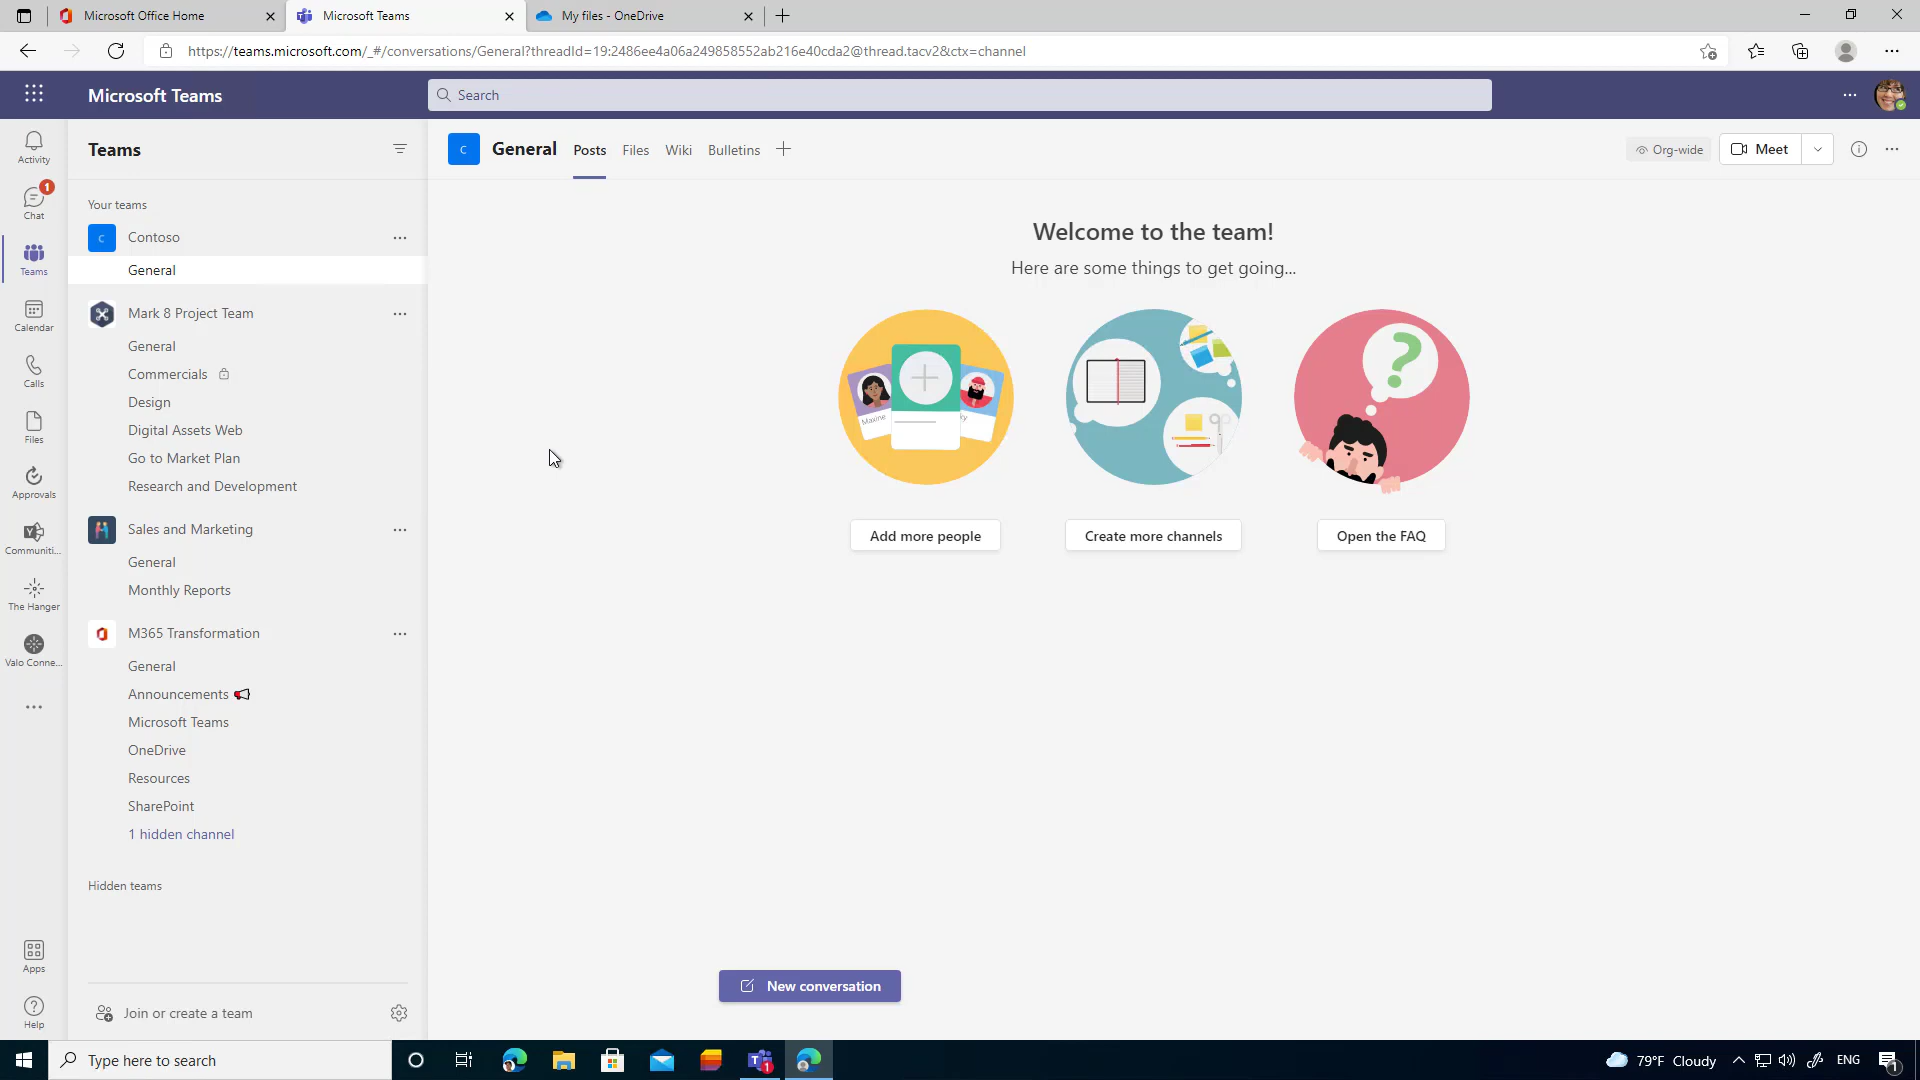 Microsoft Office Home
Microsoft Teams
My files - OneDrive
https://teams.microsoft.com/_#/conversations/General?threadId=19:2486ee4a06a249858552ab216e40cda2@thread.tacv2&ctx=channel
Microsoft Teams
Search
Activity
1
Chat
Teams
Calendar
Calls
Files
Approvals
Communiti...
The Hanger
Valo Conne...
Apps
Help
Teams
Your teams
C
Contoso
General
Mark 8 Project Team
General
Commercials
Design
Digital Assets Web
Go to Market Plan
Research and Development
Sales and Marketing
General
Monthly Reports
M365 Transformation
General
Announcements
Microsoft Teams
OneDrive
Resources
SharePoint
1 hidden channel
Hidden teams
Join or create a team
C
General
Posts
Files
Wiki
Bulletins
Org-wide
Meet
Welcome to the team!
Here are some things to get going...
Maxine
ky
?
Add more people
Create more channels
Open the FAQ
New conversation
Type here to search
T
1
79°F Cloudy
ENG
1